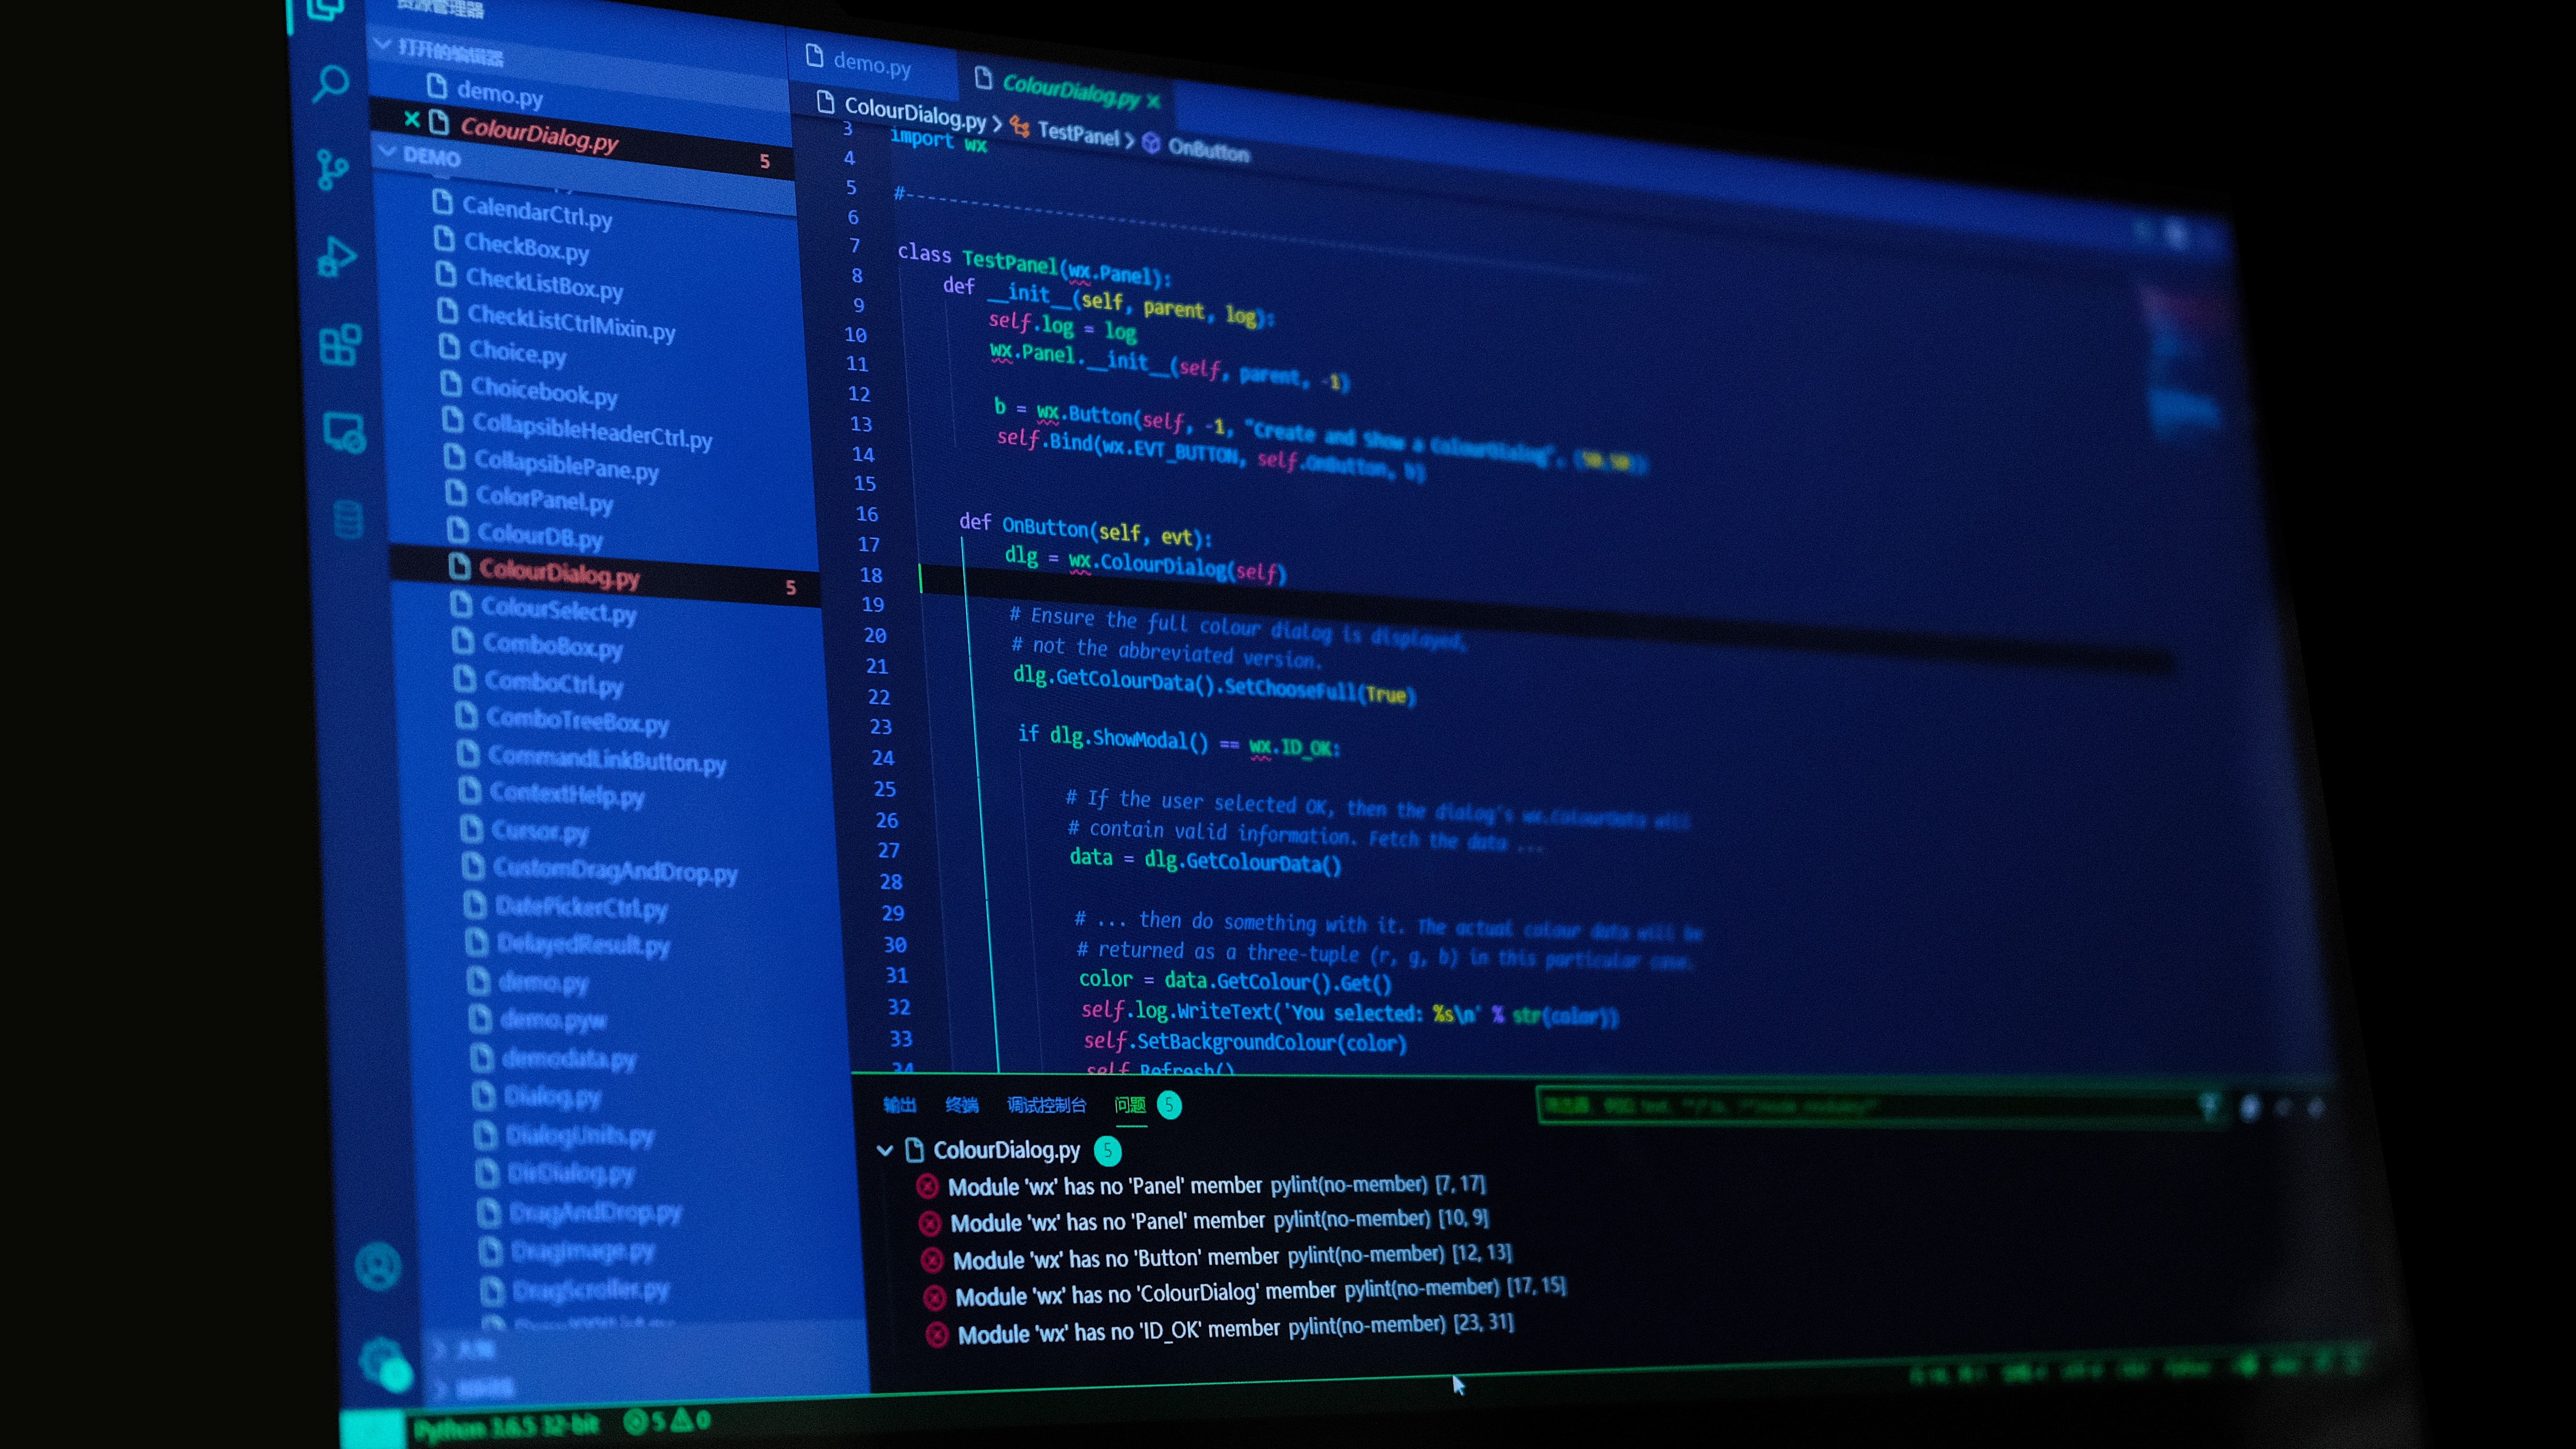 资源管理器
打开的编辑器
demo.py
ColourDialog.py 5
DEMO
CalendarCtrl.py
CheckBox.py
CheckListBox.py
CheckListCtrlMixin.py
Choice.py
Choicebook.py
CollapsibleHeaderCtrl.py
CollapsiblePane.py
ColorPanel.py
ColourDB.py
ColourDialog.py 5
ColourSelect.py
ComboBox.py
ComboCtrl.py
ComboTreeBox.py
CommandLinkButton.py
ContextHelp.py
Cursor.py
CustomDragAndDrop.py
DatePickerCtrl.py
DelayedResult.py
demo.py
demo.pyw
demodata.py
Dialog.py
DialogUnits.py
DirDialog.py
DragAndDrop.py
DragImage.py
DragScroller.py
demo.py
ColourDialog.py
ColourDialog.py > TestPanel > OnButton
3 import wx
4
5 #--------------------------------
6
7 class TestPanel(wx.Panel):
8 def __init__(self, parent, log):
9 self.log = log
10 wx.Panel.__init__(self, parent, -1)
11
12 b = wx.Button(self, -1, "Create and Show a ColourDialog", (50,50))
13 self.Bind(wx.EVT_BUTTON, self.OnButton, b)
14
15
16 def OnButton(self, evt):
17 dlg = wx.ColourDialog(self)
18
19 # Ensure the full colour dialog is displayed,
20 # not the abbreviated version.
21 dlg.GetColourData().SetChooseFull(True)
22
23 if dlg.ShowModal() == wx.ID_OK:
24
25 # If the user selected OK, then the dialog's wx.ColourData will
26 # contain valid information. Fetch the data ...
27 data = dlg.GetColourData()
28
29 # ... then do something with it. The actual colour data will be
30 # returned as a three-tuple (r, g, b) in this particular case.
31 color = data.GetColour().Get()
32 self.log.WriteText('You selected: %s\n' % str(color))
33 self.SetBackgroundColour(color)
34 self.Refresh()
输出 终端 调试控制台 问题 5
ColourDialog.py 5
Module 'wx' has no 'Panel' member pylint(no-member) [7, 17]
Module 'wx' has no 'Panel' member pylint(no-member) [10, 9]
Module 'wx' has no 'Button' member pylint(no-member) [12, 13]
Module 'wx' has no 'ColourDialog' member pylint(no-member) [17, 15]
Module 'wx' has no 'ID_OK' member pylint(no-member) [23, 31]
Python 3.6.5 32-bit 5 0